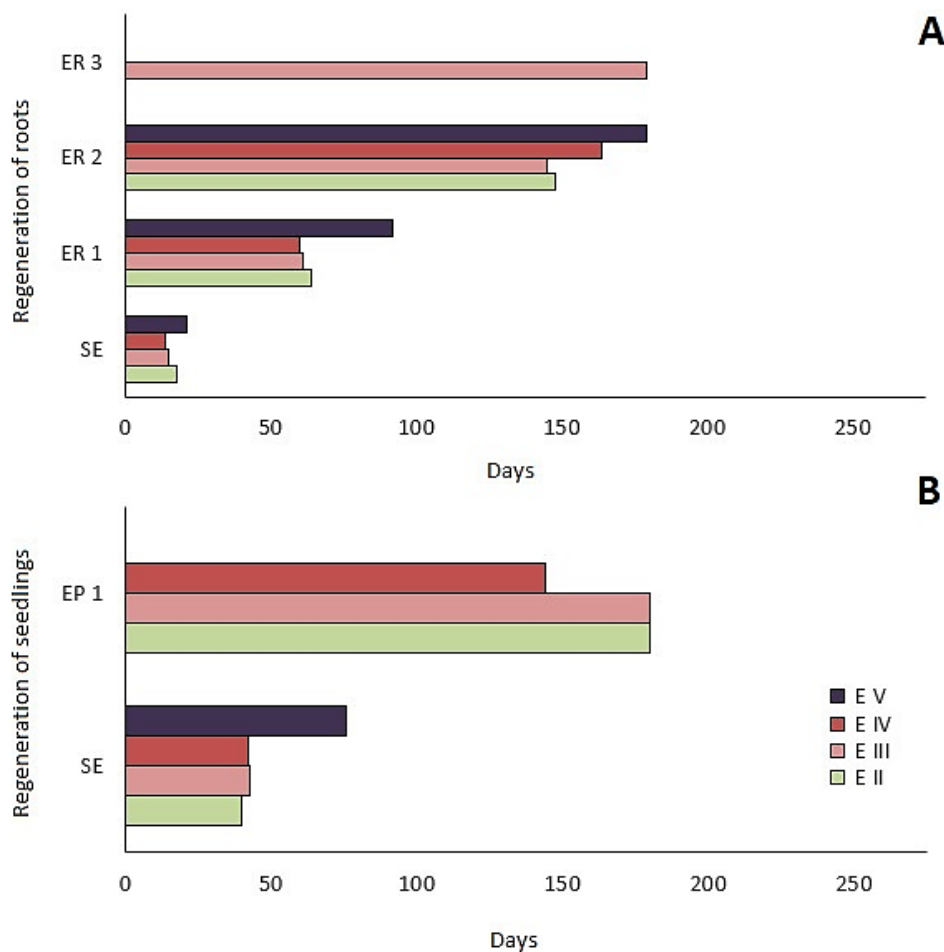 A
ER 3
ER 2
ER 1
SE
Regeneration of roots
0 50 100 150 200 250
Days
B
EP 1
SE
Regeneration of seedlings
E V
E IV
E III
E II
0 50 100 150 200 250
Days